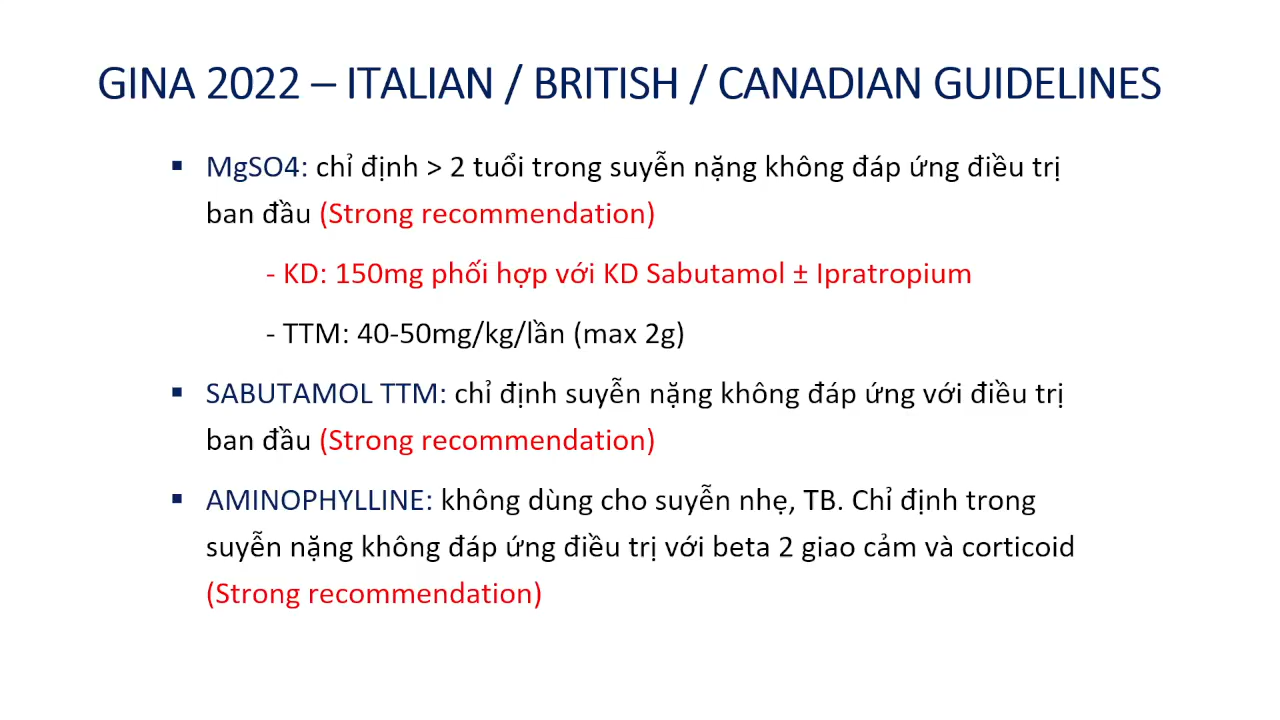 GINA 2022 – ITALIAN / BRITISH / CANADIAN GUIDELINES
▪ MgSO4: chỉ định > 2 tuổi trong suyễn nặng không đáp ứng điều trị
ban đầu (Strong recommendation)
- KD: 150mg phối hợp với KD Sabutamol ± Ipratropium
- TTM: 40-50mg/kg/lần (max 2g)
▪ SABUTAMOL TTM: chỉ định suyễn nặng không đáp ứng với điều trị
ban đầu (Strong recommendation)
▪ AMINOPHYLLINE: không dùng cho suyễn nhẹ, TB. Chỉ định trong
suyễn nặng không đáp ứng điều trị với beta 2 giao cảm và corticoid
(Strong recommendation)